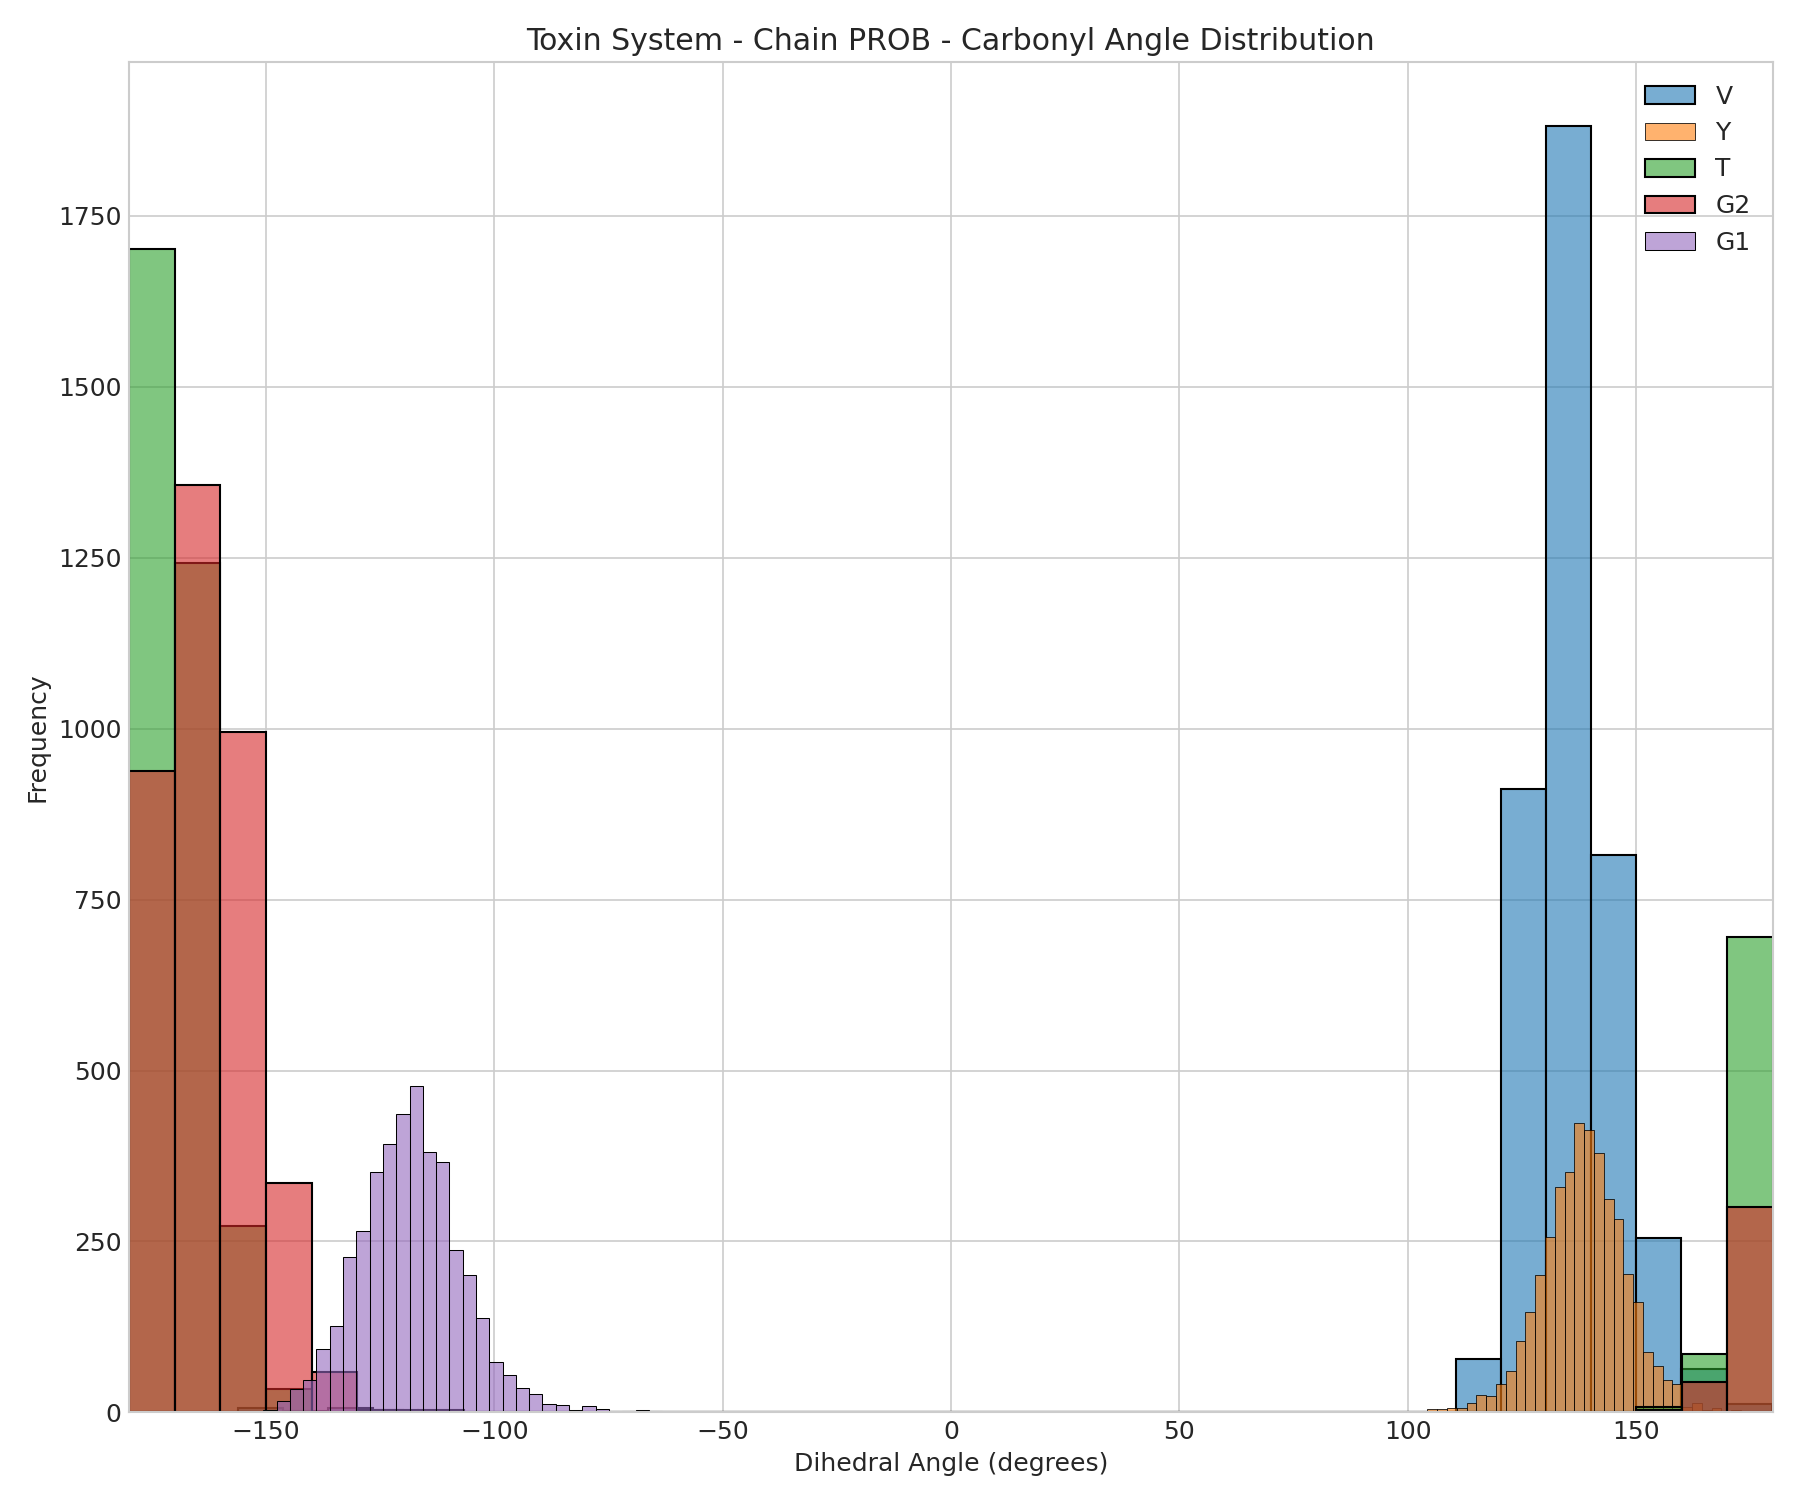 Toxin System - Chain PROB - Carbonyl Angle Distribution
V
Y
T
G2
G1
Frequency
1750
1500
1250
1000
750
500
250
0
−150
−100
−50
0
50
100
150
Dihedral Angle (degrees)